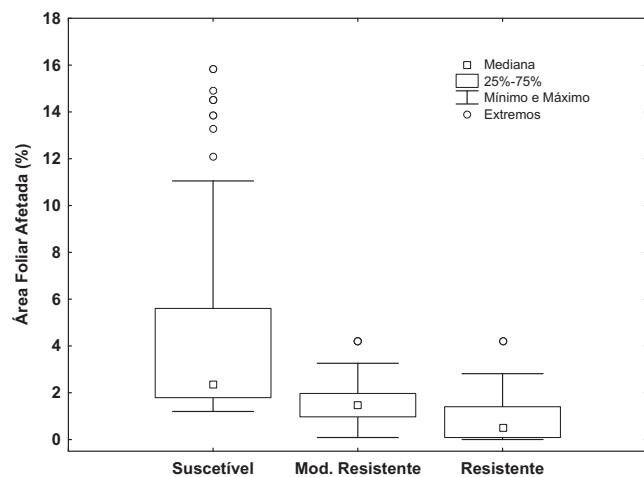 18
16
14
12
10
8
6
4
2
0
Área Foliar Afetada (%)
Mediana
25%-75%
Mínimo e Máximo
Extremos
Suscetível Mod. Resistente Resistente